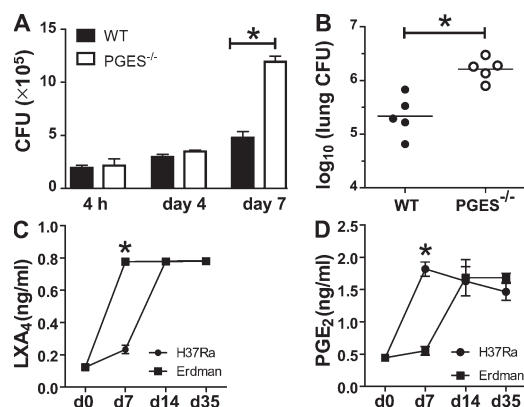 A
WT
PGES⁻/⁻
*
CFU (×10⁵)
15
10
5
0
4 h
day 4
day 7
B
*
log₁₀ (lung CFU)
7
6
5
4
WT
PGES⁻/⁻
C
*
LXA₄(ng/ml)
0.8
0.6
0.4
0.2
0.0
H37Ra
Erdman
d0
d7
d14
d35
D
*
PGE₂(ng/ml)
2.5
2.0
1.5
1.0
0.5
0.0
H37Ra
Erdman
d0
d7
d14
d35